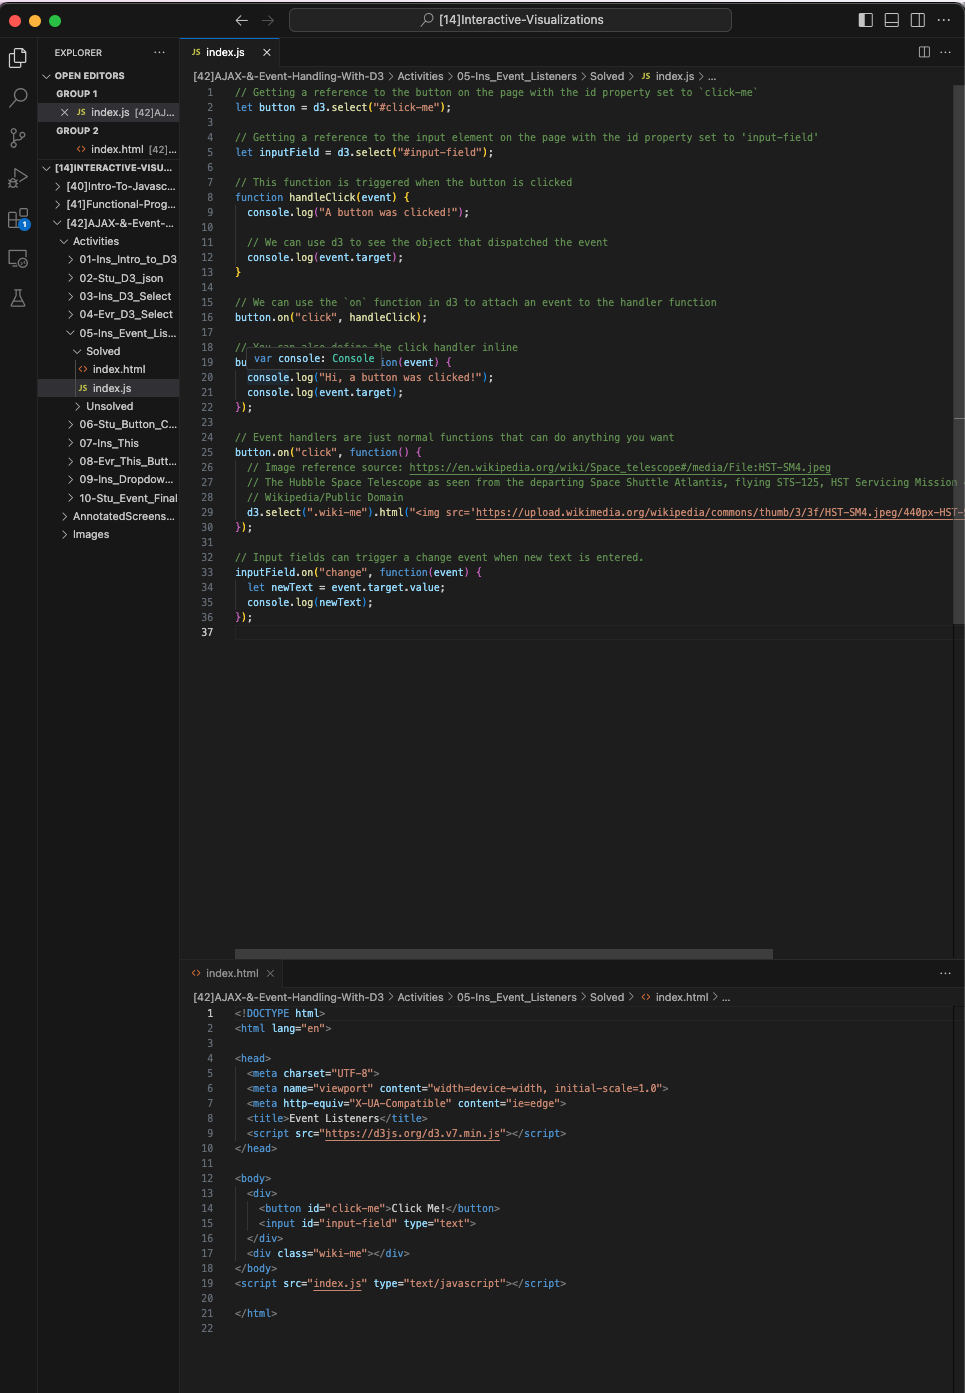 [14]Interactive-Visualizations
EXPLORER
OPEN EDITORS
GROUP 1
JS index.js [42]AJ...
GROUP 2
<> index.html [42]...
[14]INTERACTIVE-VISU...
[40]Intro-To-Javasc...
[41]Functional-Prog...
[42]AJAX-&-Event-...
Activities
01-Ins_Intro_to_D3
02-Stu_D3_json
03-Ins_D3_Select
04-Evr_D3_Select
05-Ins_Event_Lis...
Solved
<> index.html
JS index.js
Unsolved
06-Stu_Button_C...
07-Ins_This
08-Evr_This_Butt...
09-Ins_Dropdow...
10-Stu_Event_Final
AnnotatedScreens...
Images
1
JS index.js
[42]AJAX-&-Event-Handling-With-D3 > Activities > 05-Ins_Event_Listeners > Solved > JS index.js > ...
1 // Getting a reference to the button on the page with the id property set to `click-me`
2 let button = d3.select("#click-me");
3
4 // Getting a reference to the input element on the page with the id property set to 'input-field'
5 let inputField = d3.select("#input-field");
6
7 // This function is triggered when the button is clicked
8 function handleClick(event) {
9 console.log("A button was clicked!");
10
11 // We can use d3 to see the object that dispatched the event
12 console.log(event.target);
13 }
14
15 // We can use the `on` function in d3 to attach an event to the handler function
16 button.on("click", handleClick);
17
18 // You can also define the click handler inline
var console: Console
19 bu ion(event) {
20 console.log("Hi, a button was clicked!");
21 console.log(event.target);
22 });
23
24 // Event handlers are just normal functions that can do anything you want
25 button.on("click", function() {
26 // Image reference source: https://en.wikipedia.org/wiki/Space_telescope#/media/File:HST-SM4.jpeg
27 // The Hubble Space Telescope as seen from the departing Space Shuttle Atlantis, flying STS-125, HST Servicing Mission
28 // Wikipedia/Public Domain
29 d3.select(".wiki-me").html("<img src='https://upload.wikimedia.org/wikipedia/commons/thumb/3/3f/HST-SM4.jpeg/440px-HST-
30 });
31
32 // Input fields can trigger a change event when new text is entered.
33 inputField.on("change", function(event) {
34 let newText = event.target.value;
35 console.log(newText);
36 });
37
<> index.html
[42]AJAX-&-Event-Handling-With-D3 > Activities > 05-Ins_Event_Listeners > Solved > <> index.html > ...
1 <!DOCTYPE html>
2 <html lang="en">
3
4 <head>
5 <meta charset="UTF-8">
6 <meta name="viewport" content="width=device-width, initial-scale=1.0">
7 <meta http-equiv="X-UA-Compatible" content="ie=edge">
8 <title>Event Listeners</title>
9 <script src="https://d3js.org/d3.v7.min.js"></script>
10 </head>
11
12 <body>
13 <div>
14 <button id="click-me">Click Me!</button>
15 <input id="input-field" type="text">
16 </div>
17 <div class="wiki-me"></div>
18 </body>
19 <script src="index.js" type="text/javascript"></script>
20
21 </html>
22